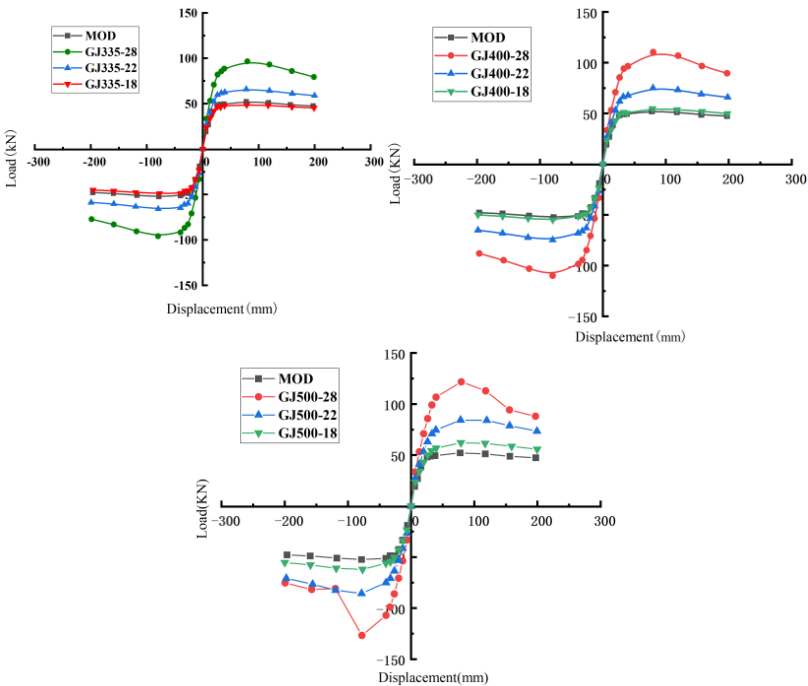 150
MOD
GJ335-28
GJ335-22
GJ335-18
100
50
-300
-200
-100
0
100
200
300
-50
-100
-150
Load (kN)
Displacement (mm)
150
MOD
GJ400-28
GJ400-22
GJ400-18
100
50
−300
−200
−100
0
100
200
300
−100
−150
Load (KN)
Displacement (mm)
150
MOD
GJ500-28
GJ500-22
GJ500-18
100
50
−300
−200
−100
0
100
200
300
−100
−150
Load(KN)
Displacement(mm)